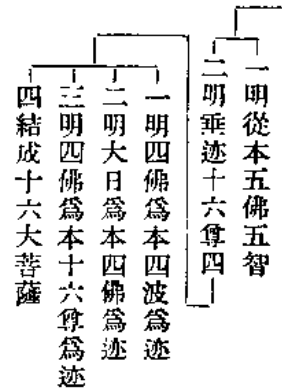 一明從本五佛五智
二明垂迹十六尊四
一明四佛爲本四波爲迹
二明大日爲本四佛爲迹
三明四佛爲本十六尊爲迹
四結成十六大菩薩